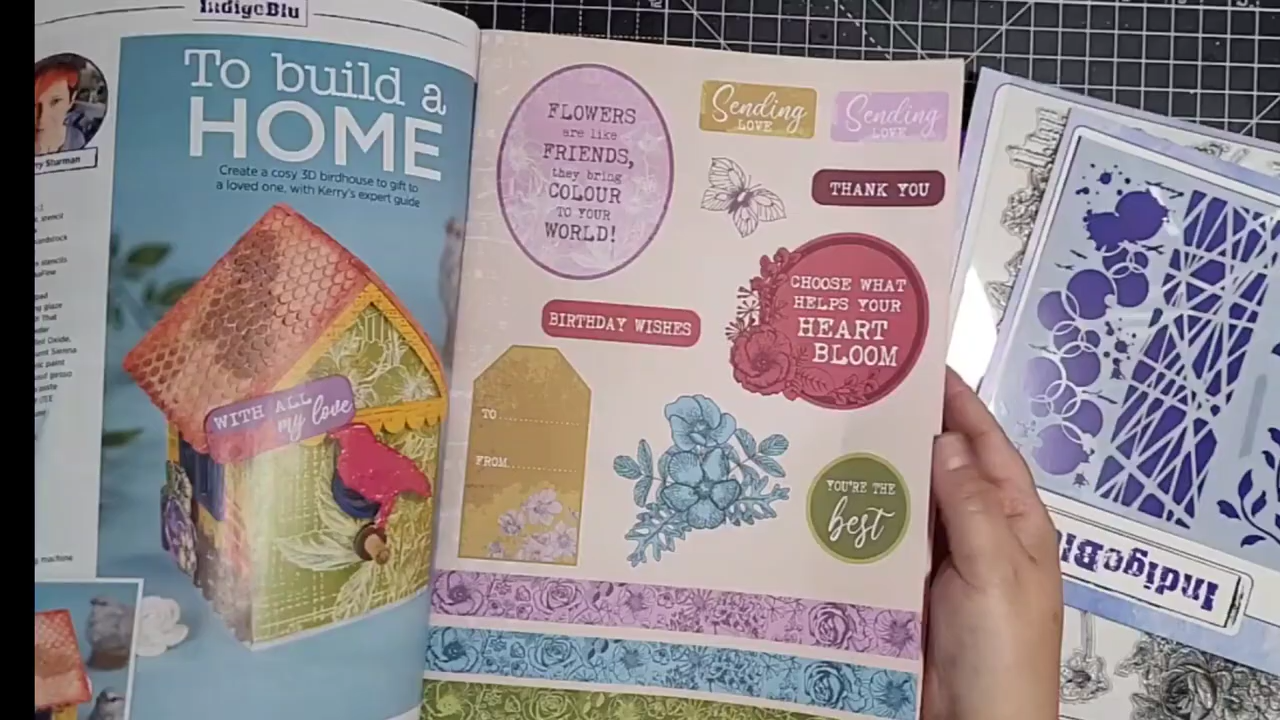 IndigoBlu
To build a
HOME
Create a cosy 3D birdhouse to gift to
a loved one, with Kerry's expert guide
Sturman
WITH ALL
my love
FLOWERS
are like
FRIENDS,
they bring
COLOUR
TO YOUR
WORLD!
Sending
LOVE
Sending
LOVE
THANK YOU
BIRTHDAY WISHES
CHOOSE WHAT
HELPS YOUR
HEART
BLOOM
TO
FROM
YOU'RE THE
best
IndigoBlu